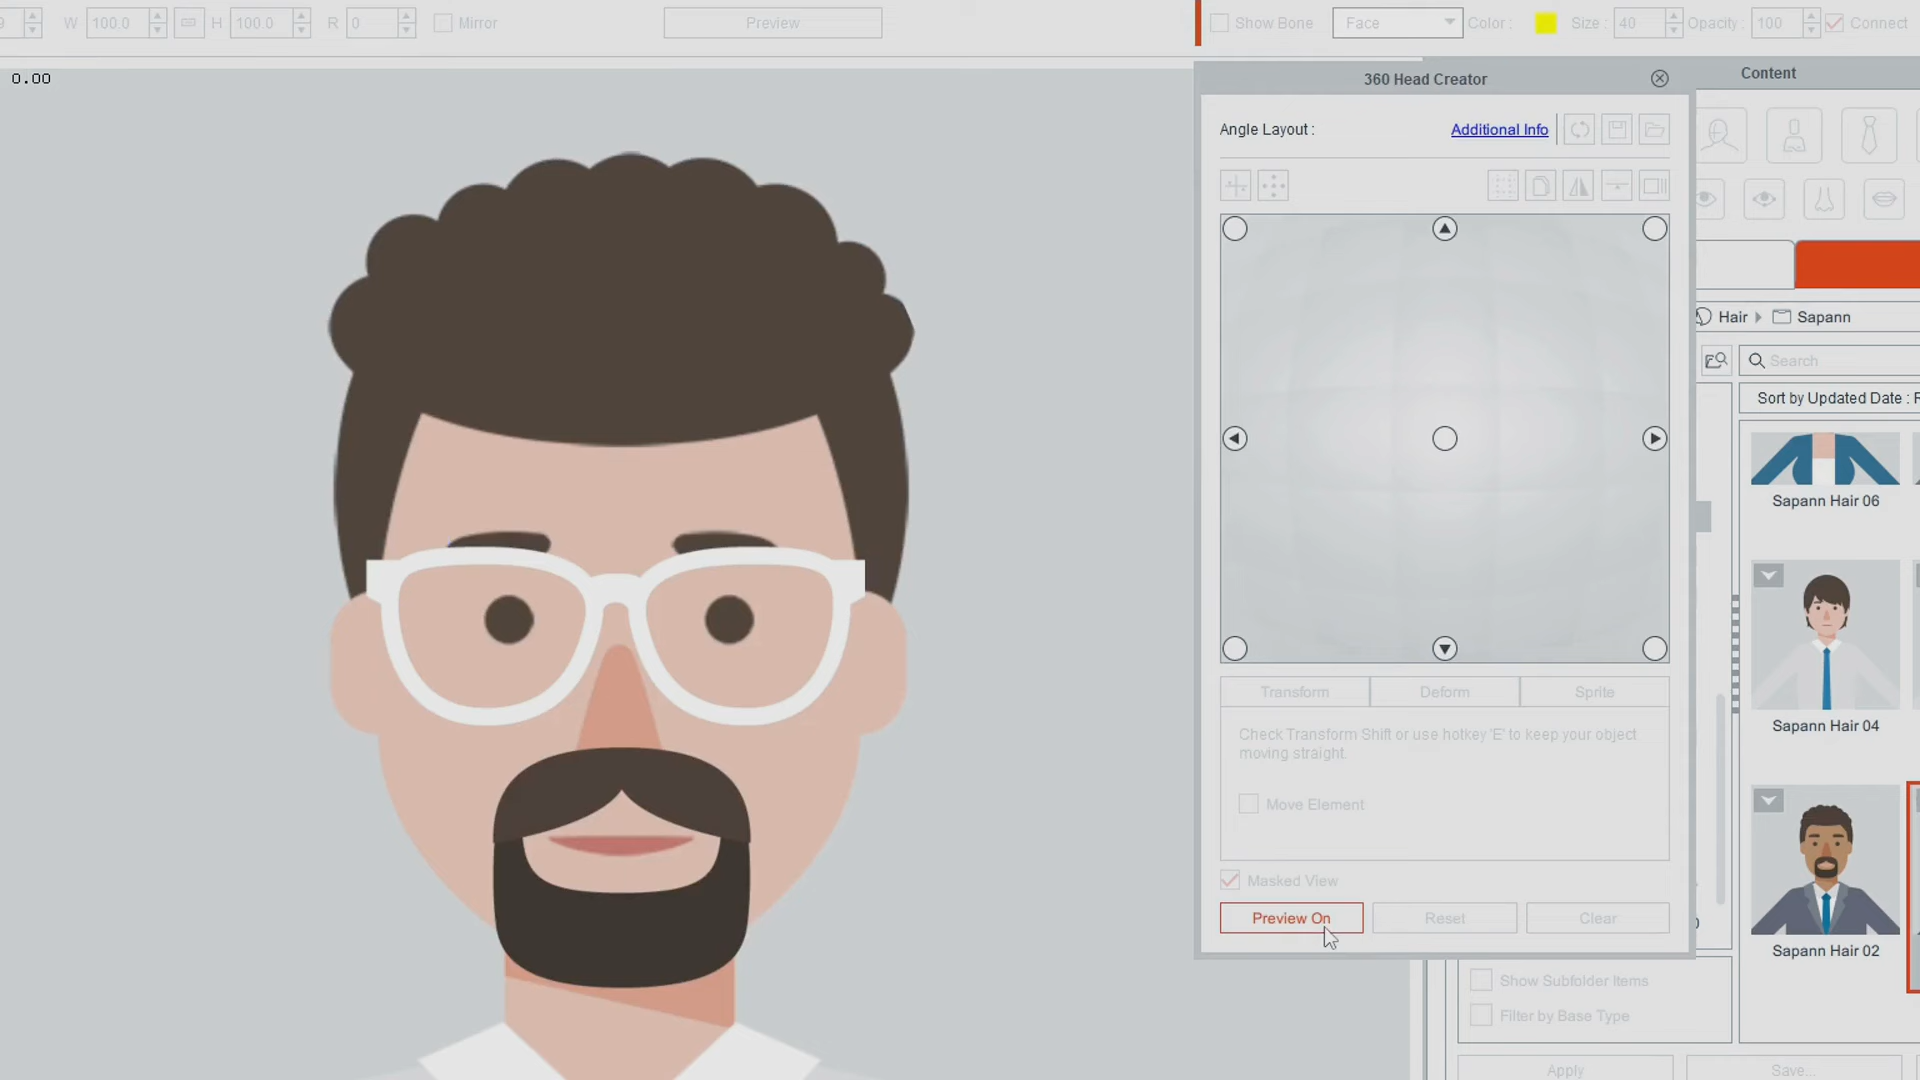 W 100.0 H 100.0 R 0 Mirror Preview Show Bone Face Color : Size : 40 Opacity : 100 Connect
0.00
360 Head Creator
Content
Angle Layout :
Additional Info
Hair Sapann
Search
Sort by Updated Date :
Sapann Hair 06
Transform Deform Sprite
Check Transform Shift or use hotkey 'E' to keep your object
moving straight.
Move Element
Sapann Hair 04
Masked View
Preview On Reset Clear
Sapann Hair 02
Show Subfolder Items
Filter by Base Type
Apply Save...